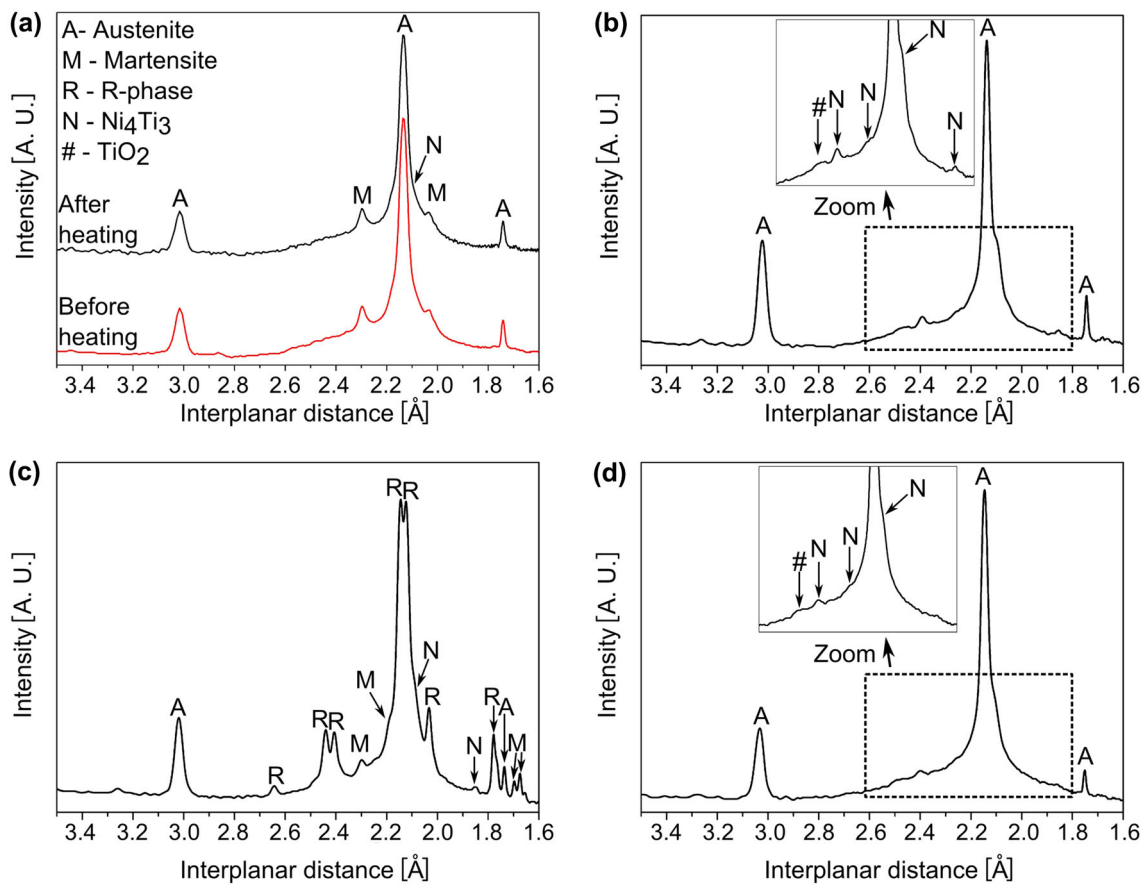 (a)
A- Austenite
M - Martensite
R - R-phase
N - Ni4Ti3
# - TiO2
After
heating
Before
heating
A
A
M
N
M
A
Intensity [A. U.]
3.4 3.2 3.0 2.8 2.6 2.4 2.2 2.0 1.8 1.6
Interplanar distance [Å]
(b)
A
A
A
# N N N N
Zoom
Intensity [A. U.]
3.4 3.2 3.0 2.8 2.6 2.4 2.2 2.0 1.8 1.6
Interplanar distance [Å]
(c)
A
R
R R
M
M
R R
N
R
N
R
A
M
Intensity [A. U.]
3.4 3.2 3.0 2.8 2.6 2.4 2.2 2.0 1.8 1.6
Interplanar distance [Å]
(d)
A
A
A
# N N N
Zoom
Intensity [A. U.]
3.4 3.2 3.0 2.8 2.6 2.4 2.2 2.0 1.8 1.6
Interplanar distance [Å]